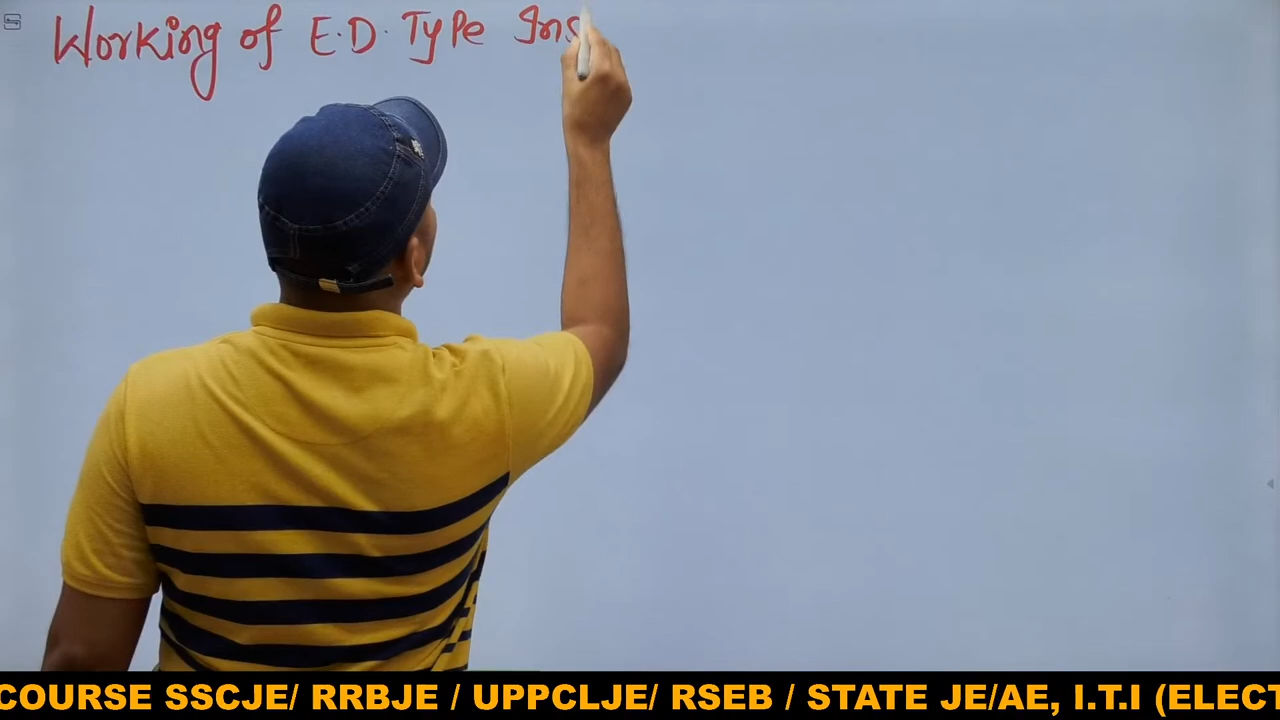 Working of E.D. Type Ins
COURSE SSCJE/ RRBJE / UPPCLJE/ RSEB / STATE JE/AE, I.T.I (ELECT